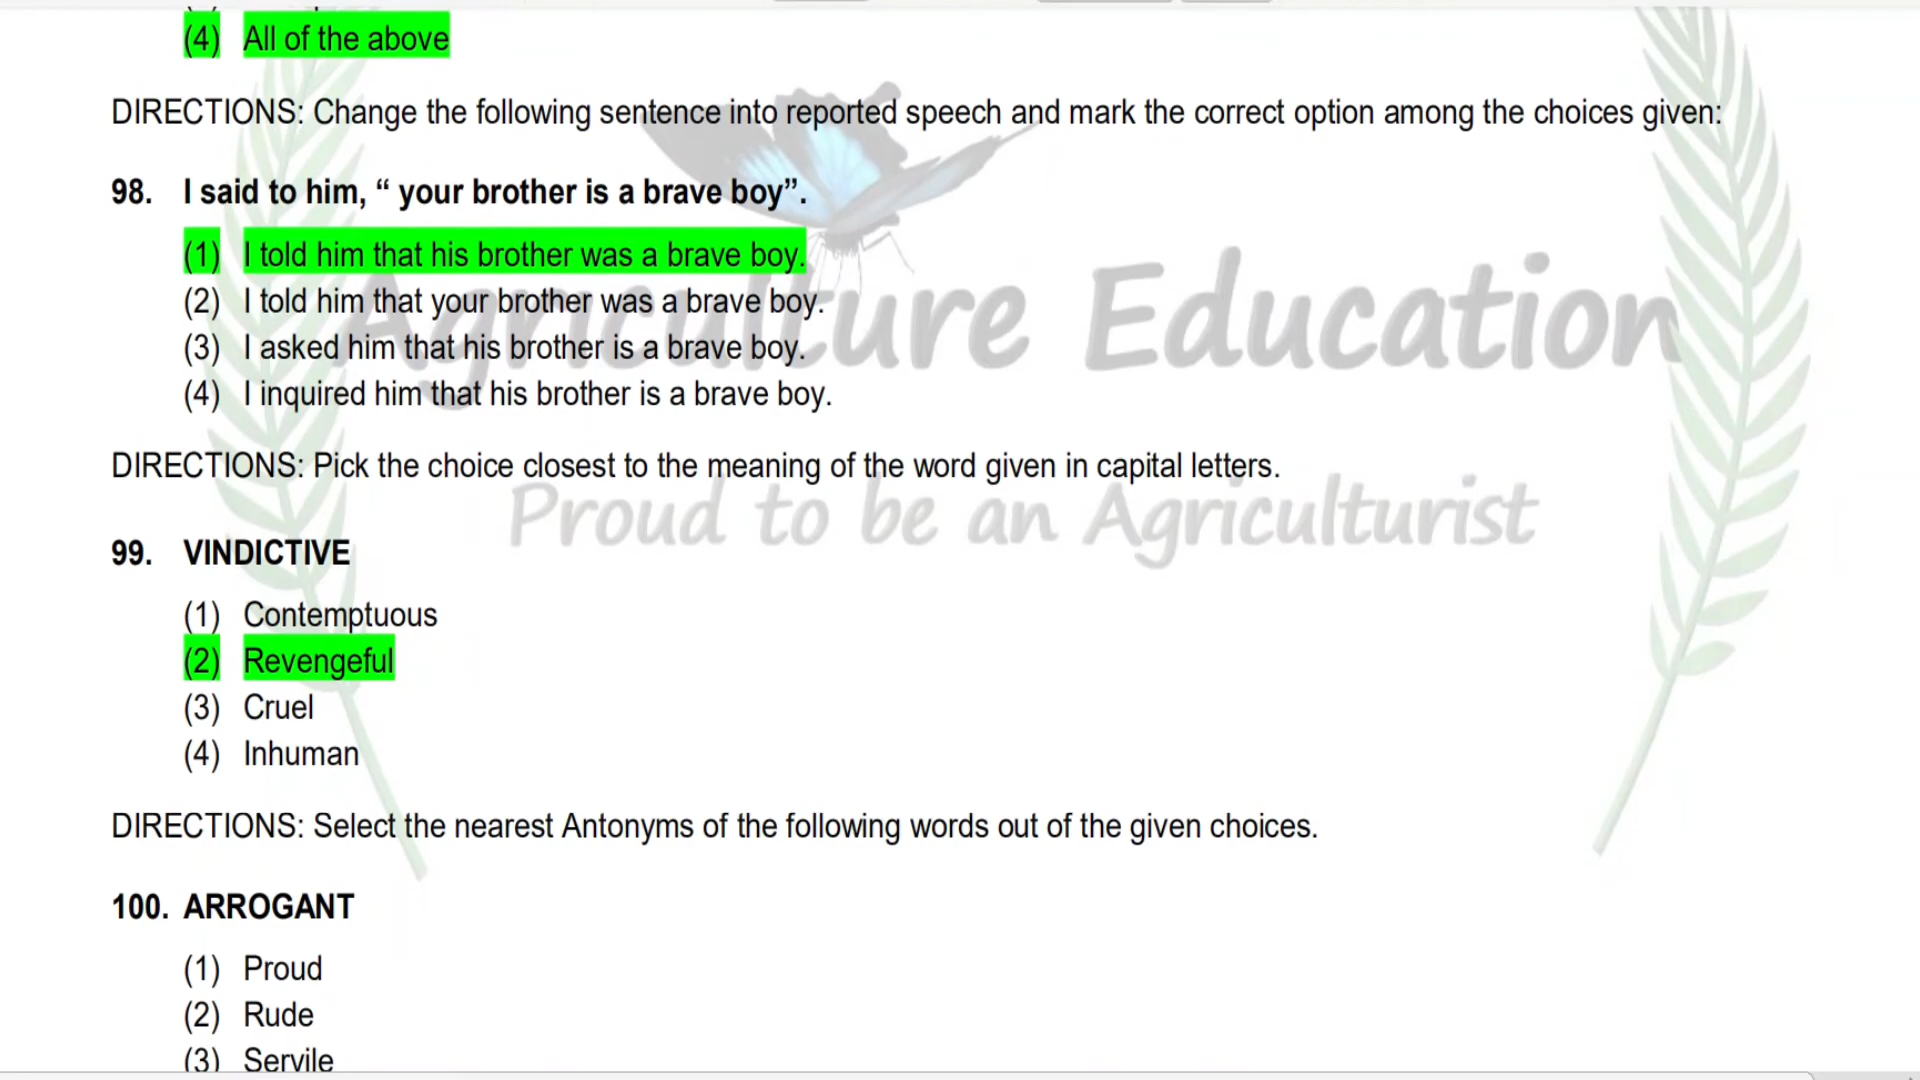 (4) All of the above
DIRECTIONS: Change the following sentence into reported speech and mark the correct option among the choices given:
98. I said to him, “ your brother is a brave boy”.
(1) I told him that his brother was a brave boy.
(2) I told him that your brother was a brave boy.
(3) I asked him that his brother is a brave boy.
(4) I inquired him that his brother is a brave boy.
Agriculture Education
DIRECTIONS: Pick the choice closest to the meaning of the word given in capital letters.
Proud to be an Agriculturist
99. VINDICTIVE
(1) Contemptuous
(2) Revengeful
(3) Cruel
(4) Inhuman
DIRECTIONS: Select the nearest Antonyms of the following words out of the given choices.
100. ARROGANT
(1) Proud
(2) Rude
(3) Servile